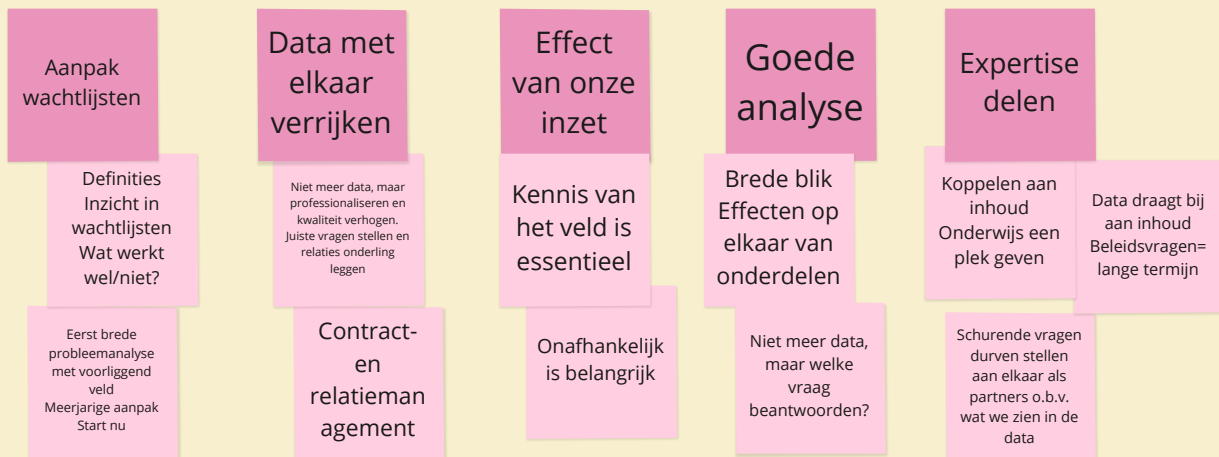 Aanpak
wachtlijsten
Definities
Inzicht in
wachtlijsten
Wat werkt
wel/niet?
Eerst brede
probleemanalyse
met voorliggend
veld
Meerjarige aanpak
Start nu
Data met
elkaar
verrijken
Niet meer data, maar
professionaliseren en
kwaliteit verhogen.
Juiste vragen stellen en
relaties onderling
leggen
Contract-
en
relatieman
agement
Effect
van onze
inzet
Kennis van
het veld is
essentieel
Onafhankelijk
is belangrijk
Goede
analyse
Brede blik
Effecten op
elkaar van
onderdelen
Niet meer data,
maar welke
vraag
beantwoorden?
Expertise
delen
Koppelen aan
inhoud
Onderwijs een
plek geven
Data draagt bij
aan inhoud
Beleidsvragen=
lange termijn
Schurende vragen
durven stellen
aan elkaar als
partners o.b.v.
wat we zien in de
data